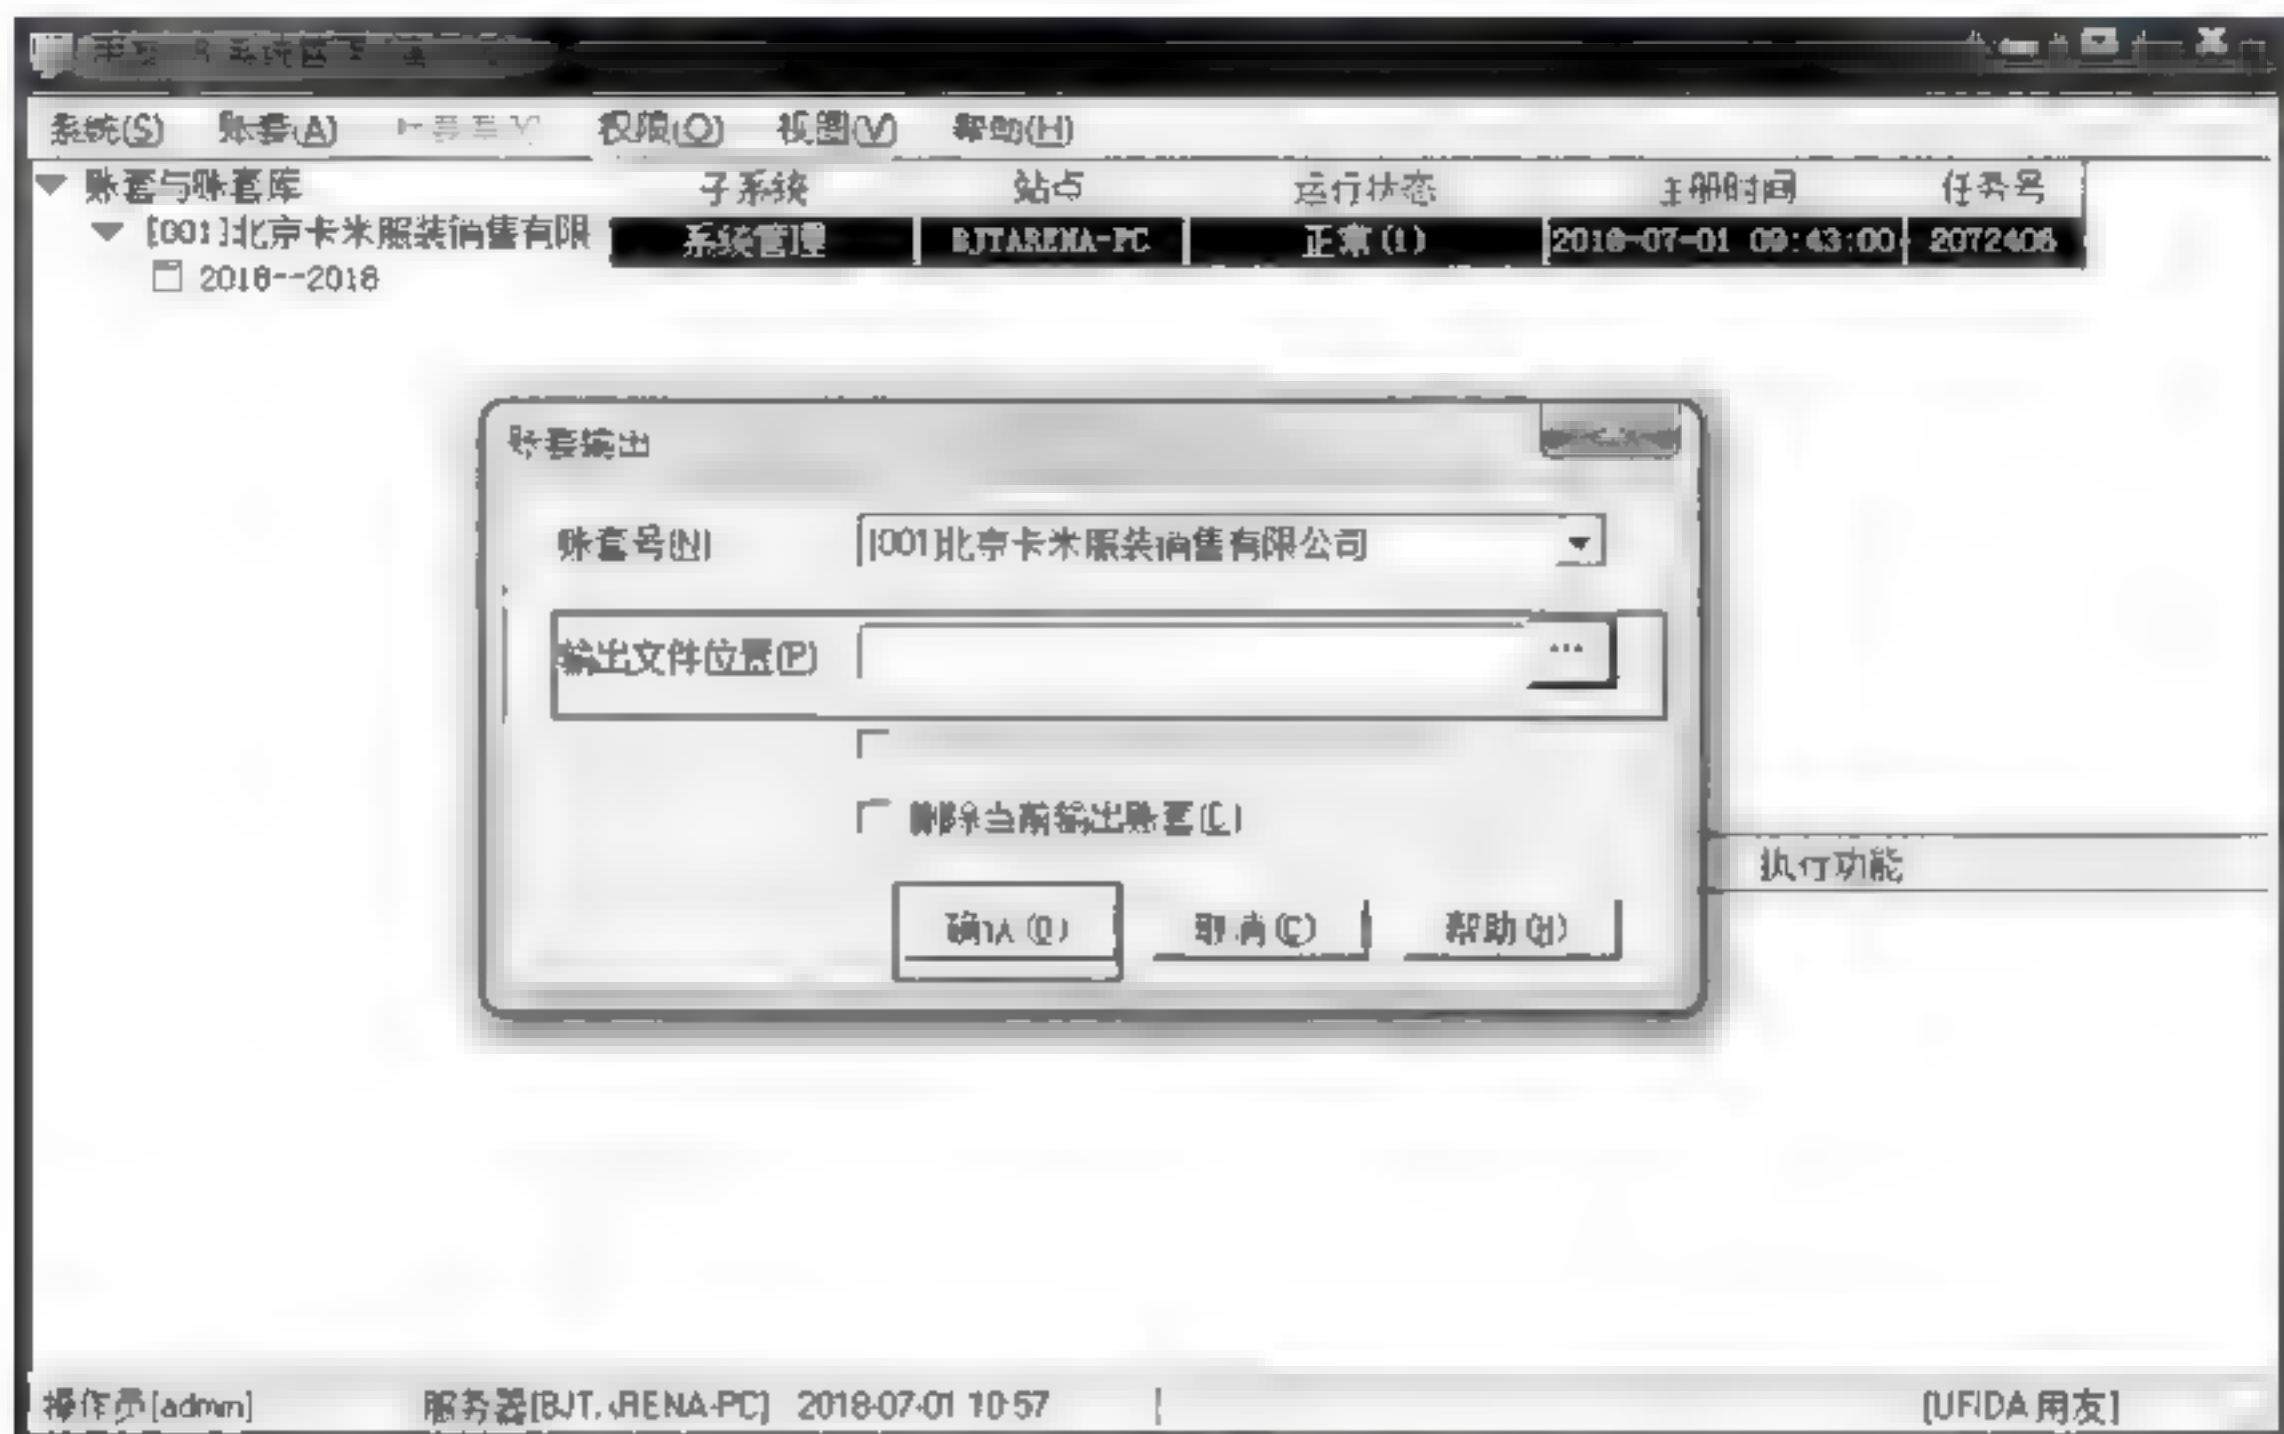 系统(S) 账套(A) 权限(O) 视图(V) 帮助(H)
账套与账套库 子系统 站点 运行状态 注册时间 任务号
[001]北京卡米服装销售有限 系统管理 BJTARENA-PC 正常(1) 2018-07-01 09:43:00 2072406
2018--2018
账套输出
账套号(N) [001]北京卡米服装销售有限公司
输出文件位置(P) ...
删除当前输出账套(L)
执行功能
确认(O) 取消(C) 帮助(H)
操作员[admin] 服务器[BJTARENA-PC] 2018-07-01 10:57 [UFIDA用友]